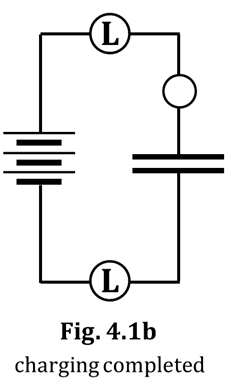 L
L
Fig. 4.1b
charging completed